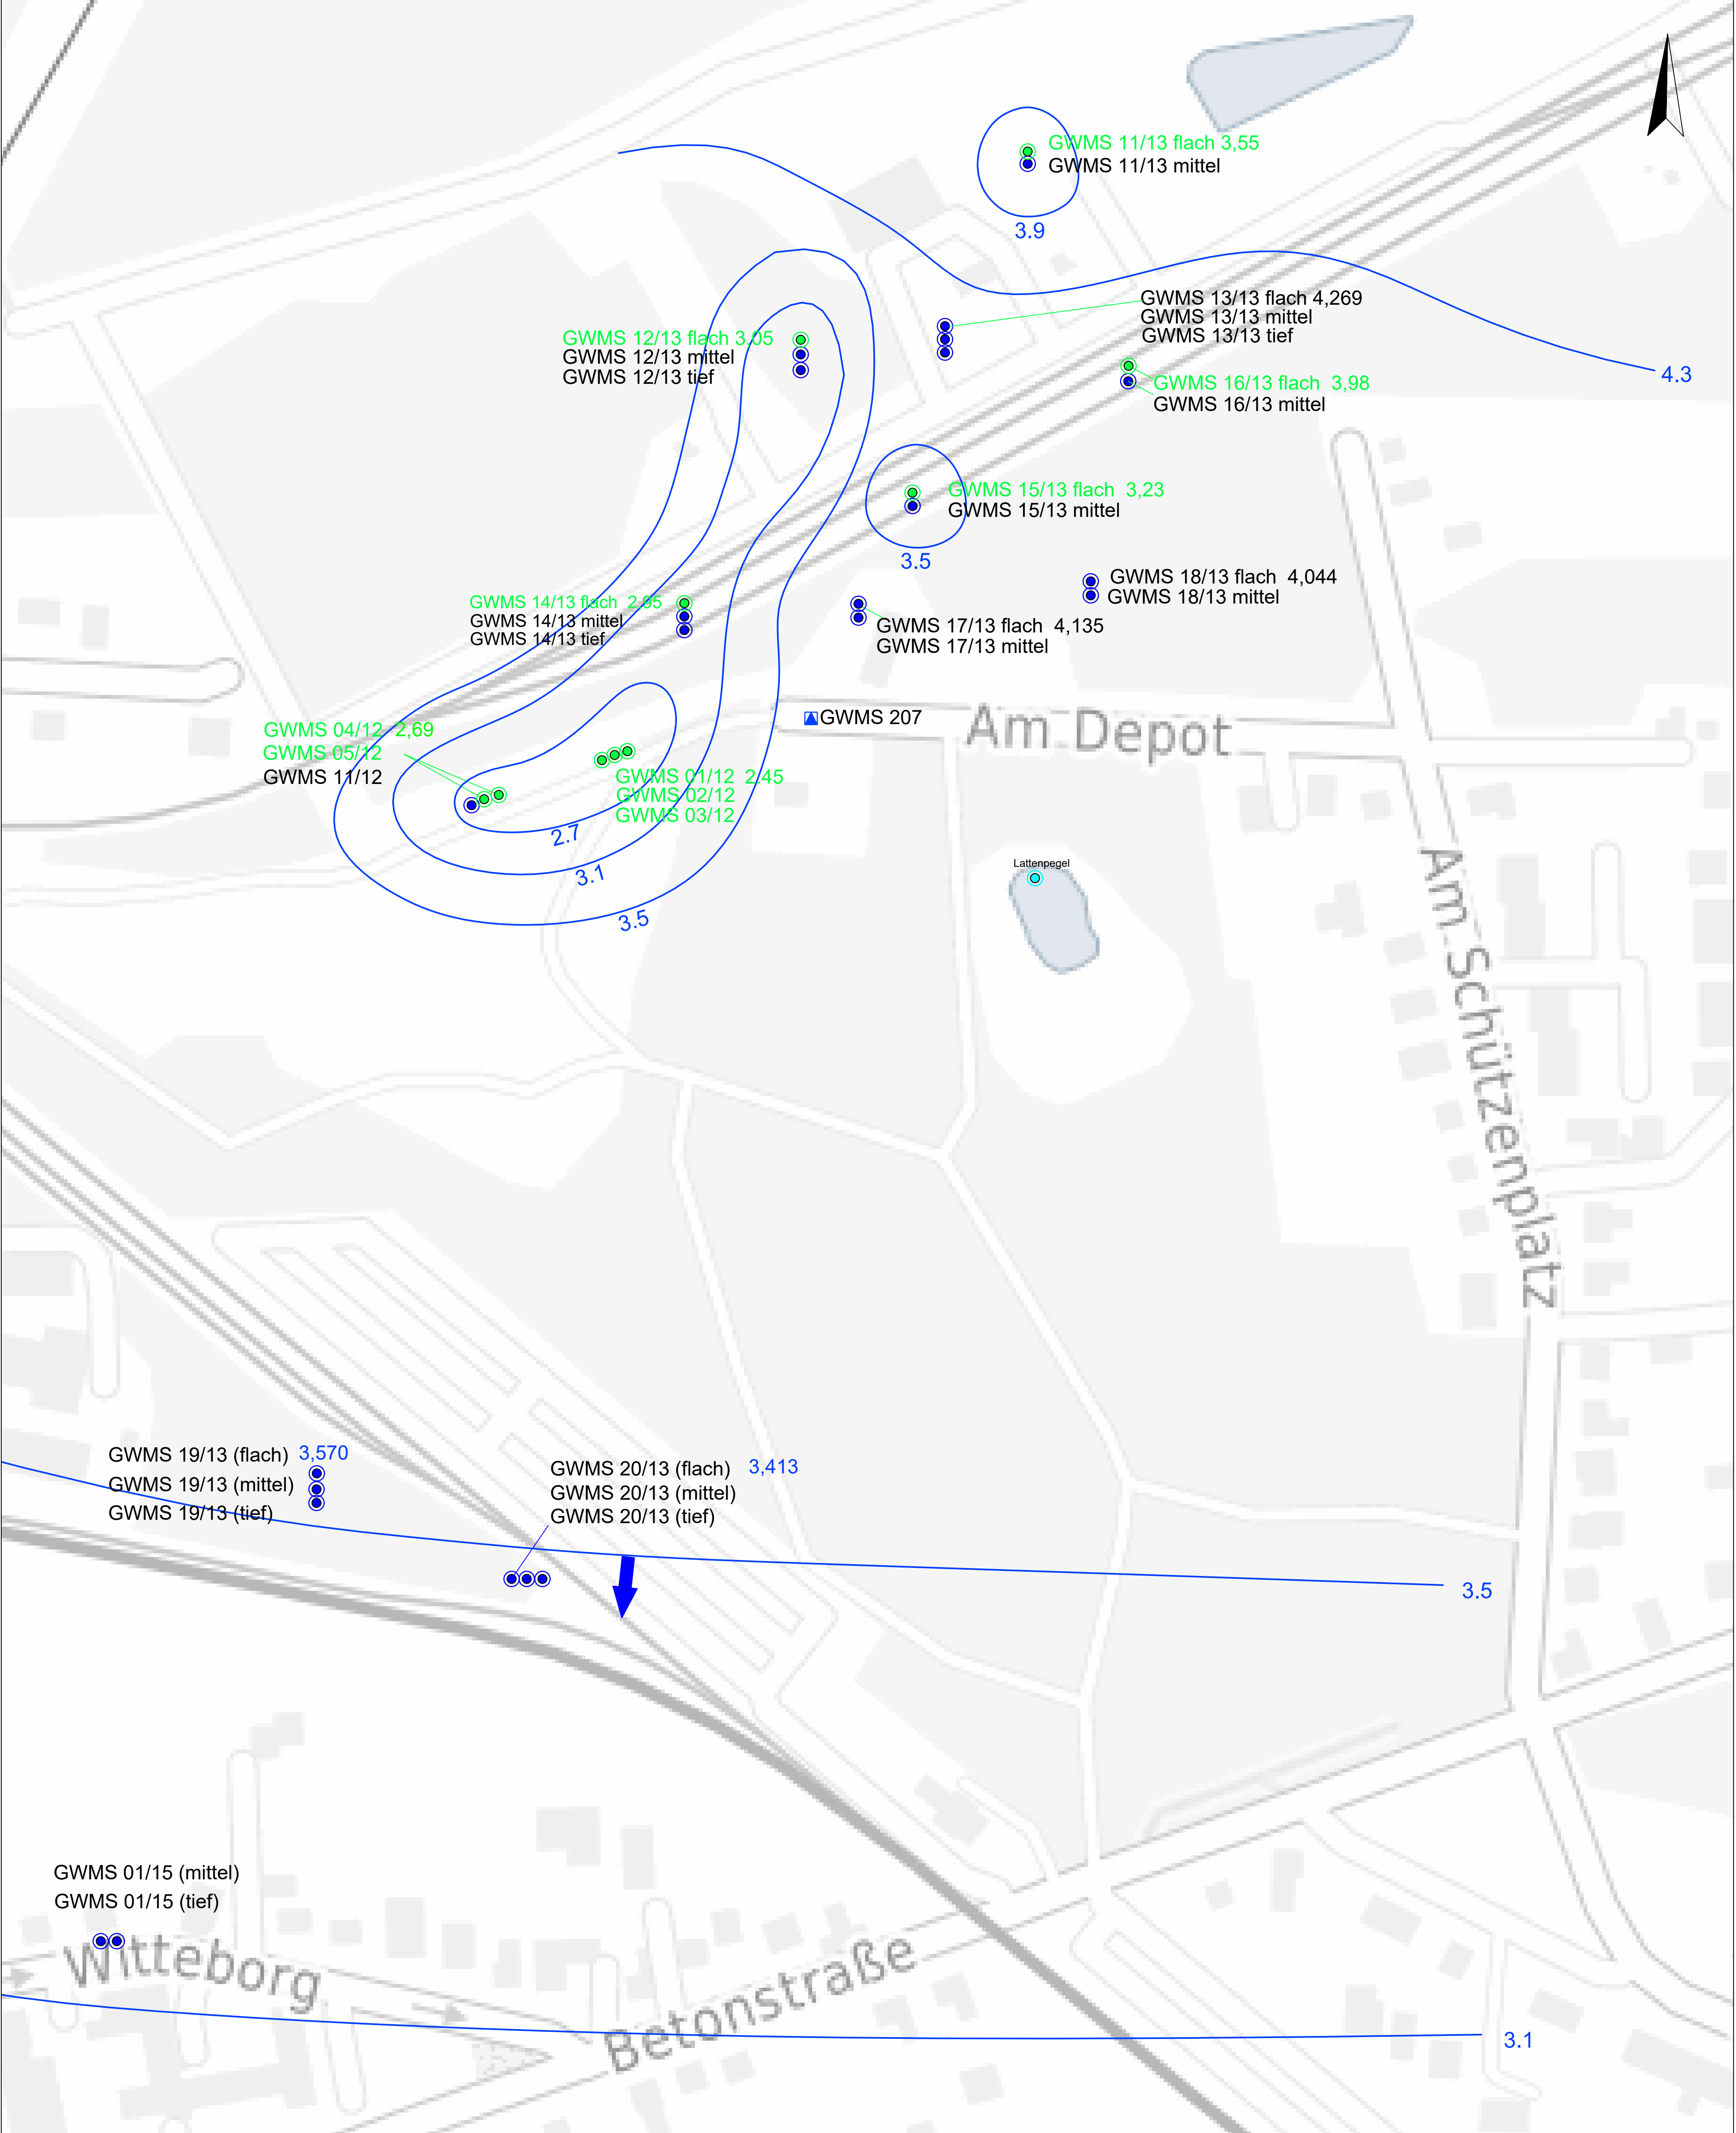 GWMS 11/13 flach 3,55
GWMS 11/13 mittel
3.9
GWMS 13/13 flach 4,269
GWMS 13/13 mittel
GWMS 13/13 tief
GWMS 12/13 flach 3,05
GWMS 12/13 mittel
GWMS 12/13 tief
4.3
GWMS 16/13 flach 3,98
GWMS 16/13 mittel
GWMS 15/13 flach 3,23
GWMS 15/13 mittel
3.5
GWMS 18/13 flach 4,044
GWMS 18/13 mittel
GWMS 14/13 flach 2.95
GWMS 14/13 mittel
GWMS 14/13 tief
GWMS 17/13 flach 4,135
GWMS 17/13 mittel
GWMS 207
Am Depot
GWMS 04/12 2,69
GWMS 05/12
GWMS 11/12
GWMS 01/12 2.45
GWMS 02/12
GWMS 03/12
2.7
3.1
3.5
Lattenpegel
Am Schützenplatz
GWMS 19/13 (flach) 3,570
GWMS 19/13 (mittel)
GWMS 19/13 (tief)
GWMS 20/13 (flach) 3,413
GWMS 20/13 (mittel)
GWMS 20/13 (tief)
3.5
GWMS 01/15 (mittel)
GWMS 01/15 (tief)
Witteborg
Betonstraße
3.1